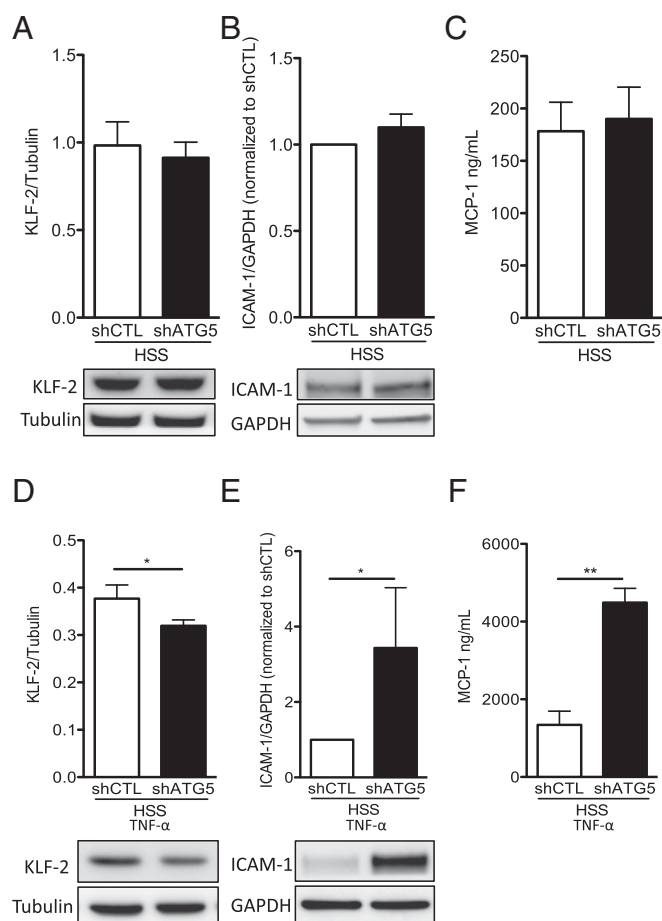 A
KLF-2/Tubulin
1.5
1.0
0.5
0.0
shCTL shATG5
HSS
KLF-2
Tubulin
B
ICAM-1/GAPDH (normalized to shCTL)
1.5
1.0
0.5
0.0
shCTL shATG5
HSS
ICAM-1
GAPDH
C
MCP-1 ng/mL
250
200
150
100
50
0
shCTL shATG5
HSS
D
KLF-2/Tubulin
0.5
0.4
0.3
0.2
0.1
0.0
*
shCTL shATG5
HSS
TNF-α
KLF-2
Tubulin
E
ICAM-1/GAPDH (normalized to shCTL)
6
4
2
0
*
shCTL shATG5
HSS
TNF-α
ICAM-1
GAPDH
F
MCP-1 ng/mL
6000
4000
2000
0
**
shCTL shATG5
HSS
TNF-α